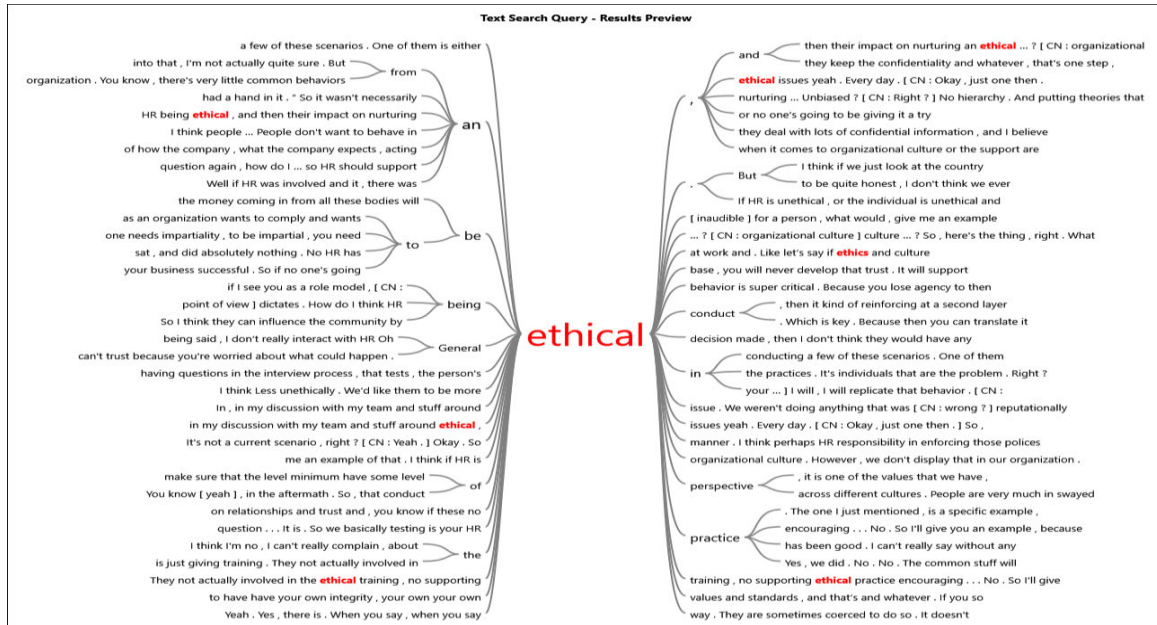 Text Search Query - Results Preview
a few of these scenarios . One of them is either
into that , I'm not actually quite sure . But
organization . You know , there's very little common behaviors
from
had a hand in it . " So it wasn't necessarily
HR being ethical , and then their impact on nurturing
I think people ... People don't want to behave in
of how the company , what the company expects , acting
question again , how do I ... so HR should support
Well if HR was involved and it , there was
an
the money coming in from all these bodies will
as an organization wants to comply and wants
one needs impartiality , to be impartial , you need
sat , and did absolutely nothing . No HR has
your business successful . So if no one's going
to
be
if I see you as a role model , [ CN :
point of view ] dictates . How do I think HR
So I think they can influence the community by
being
being said , I don't really interact with HR Oh
can't trust because you're worried about what could happen .
General
having questions in the interview process , that tests , the person's
I think Less unethically . We'd like them to be more
In , in my discussion with my team and stuff around
in my discussion with my team and stuff around ethical ,
It's not a current scenario , right ? [ CN : Yeah . ] Okay . So
me an example of that . I think if HR is
make sure that the level minimum have some level
You know [ yeah ] , in the aftermath . So , that conduct
of
on relationships and trust and , you know if these no
question . . . It is . So we basically testing is your HR
I think I'm no , I can't really complain , about
is just giving training . They not actually involved in
the
They not actually involved in the ethical training , no supporting
to have have your own integrity , your own your own
Yeah . Yes , there is . When you say , when you say
ethical
,
and
then their impact on nurturing an ethical ... ? [ CN : organizational
they keep the confidentiality and whatever , that's one step ,
ethical issues yeah . Every day . [ CN : Okay , just one then .
nurturing ... Unbiased ? [ CN : Right ? ] No hierarchy . And putting theories that
or no one's going to be giving it a try
they deal with lots of confidential information , and I believe
when it comes to organizational culture or the support are
.
But
I think if we just look at the country
to be quite honest , I don't think we ever
If HR is unethical , or the individual is unethical and
[ inaudible ] for a person , what would , give me an example
... ? [ CN : organizational culture ] culture ... ? So , here's the thing , right . What
at work and . Like let's say if ethics and culture
base , you will never develop that trust . It will support
behavior is super critical . Because you lose agency to then
conduct
, then it kind of reinforcing at a second layer
. Which is key . Because then you can translate it
decision made , then I don't think they would have any
in
conducting a few of these scenarios . One of them
the practices . It's individuals that are the problem . Right ?
your ... ] I will , I will replicate that behavior . [ CN :
issue . We weren't doing anything that was [ CN : wrong ? ] reputationally
issues yeah . Every day . [ CN : Okay , just one then . ] So ,
manner . I think perhaps HR responsibility in enforcing those polices
organizational culture . However , we don't display that in our organization .
perspective
, it is one of the values that we have ,
across different cultures . People are very much in swayed
practice
. The one I just mentioned , is a specific example ,
encouraging . . . No . So I'll give you an example , because
has been good . I can't really say without any
Yes , we did . No . No . The common stuff will
training , no supporting ethical practice encouraging . . . No . So I'll give
values and standards , and that's and whatever . If you so
way . They are sometimes coerced to do so . It doesn't